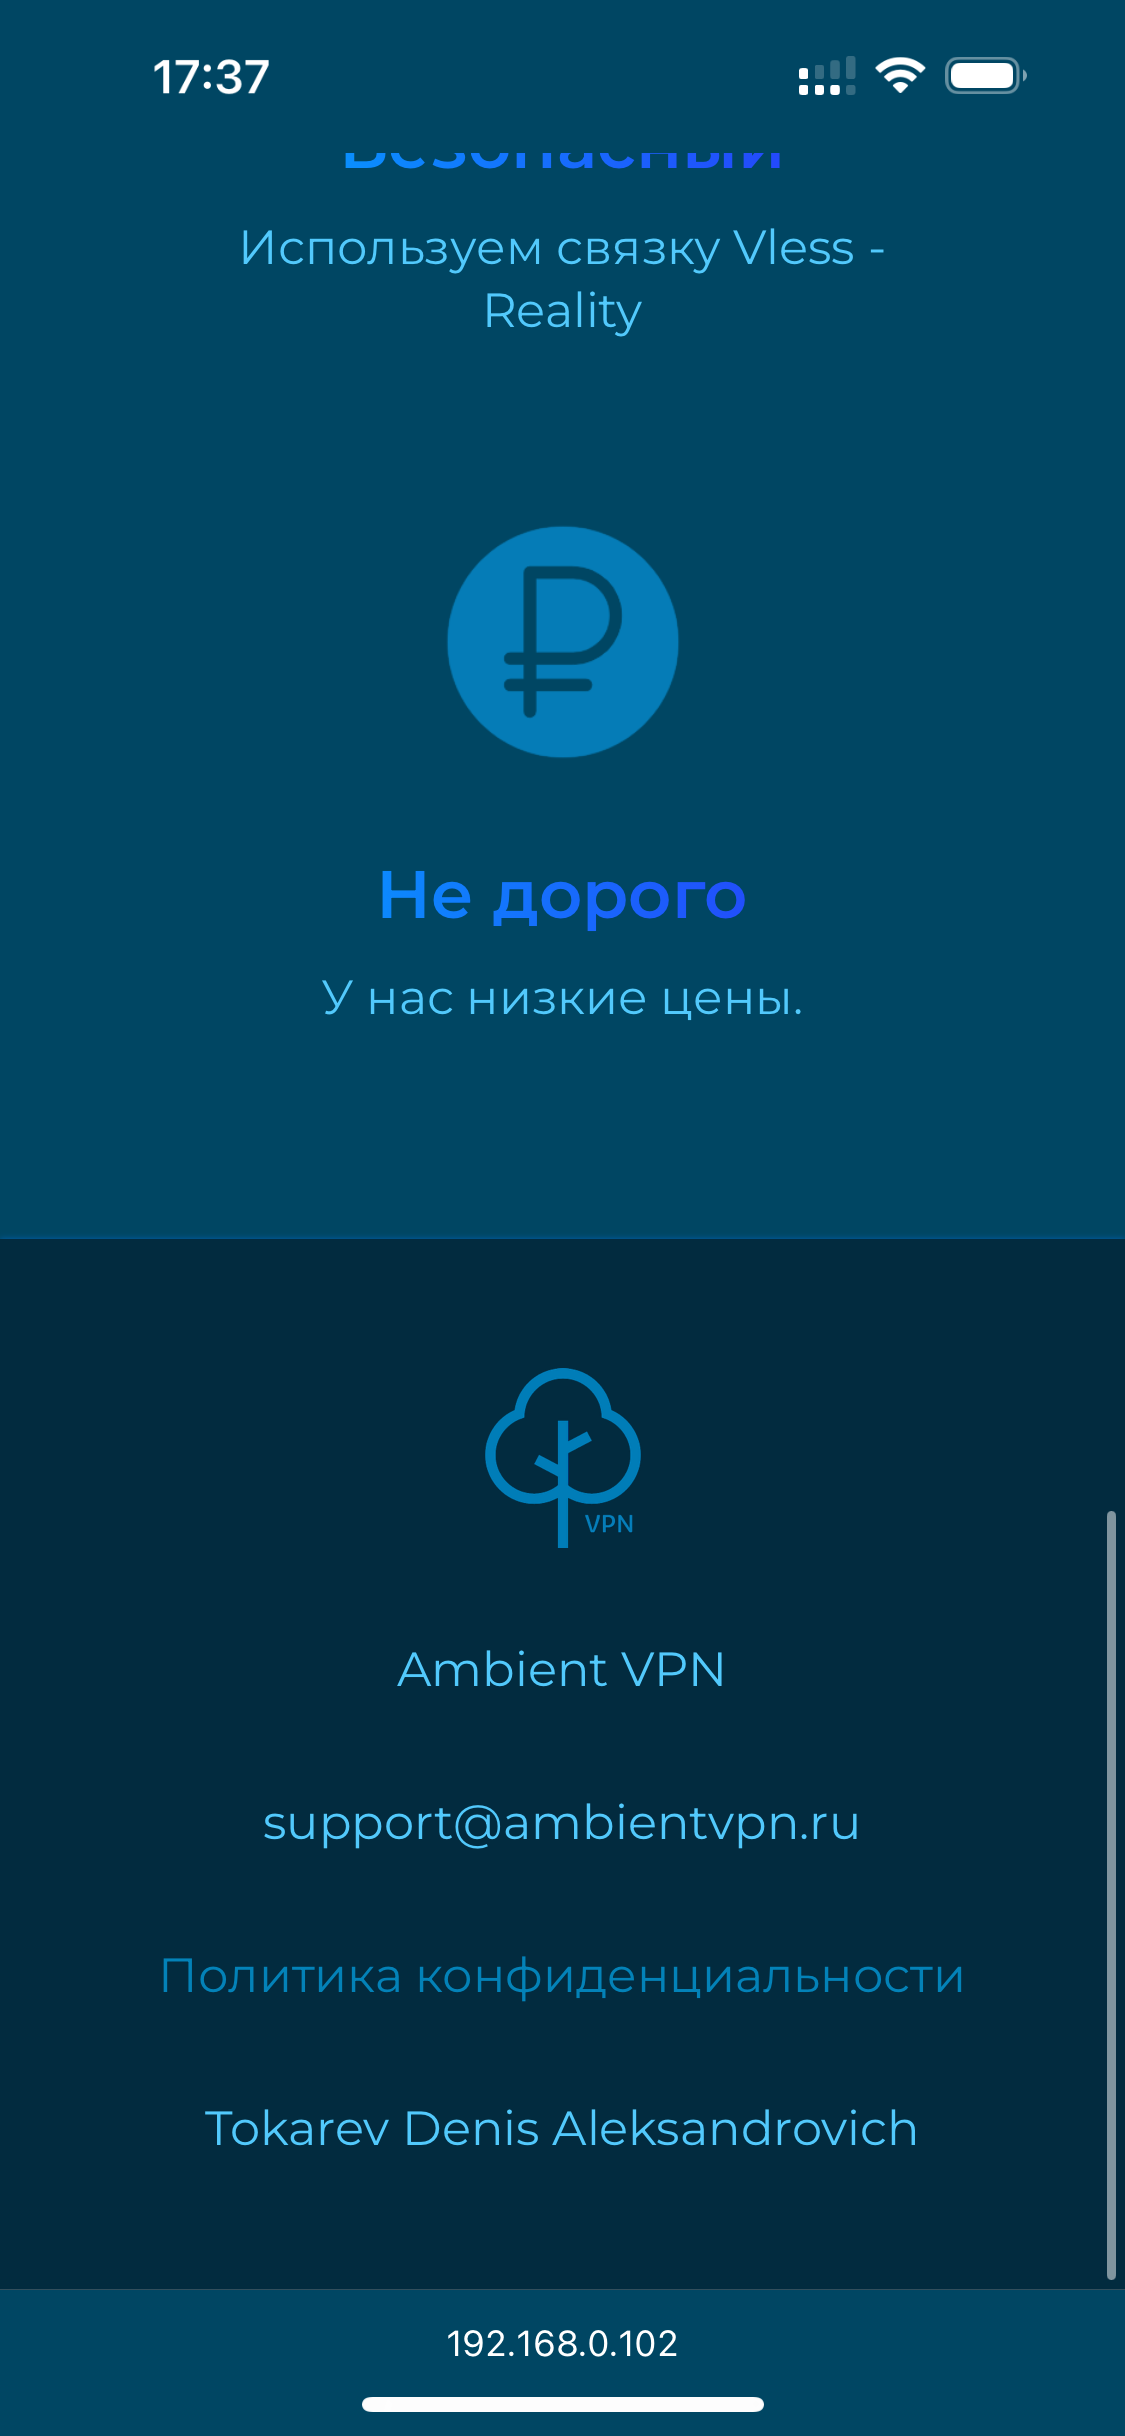 17:37
Безопасный
Используем связку Vless -
Reality
Не дорого
У нас низкие цены.
VPN
Ambient VPN
support@ambientvpn.ru
Политика конфиденциальности
Tokarev Denis Aleksandrovich
192.168.0.102